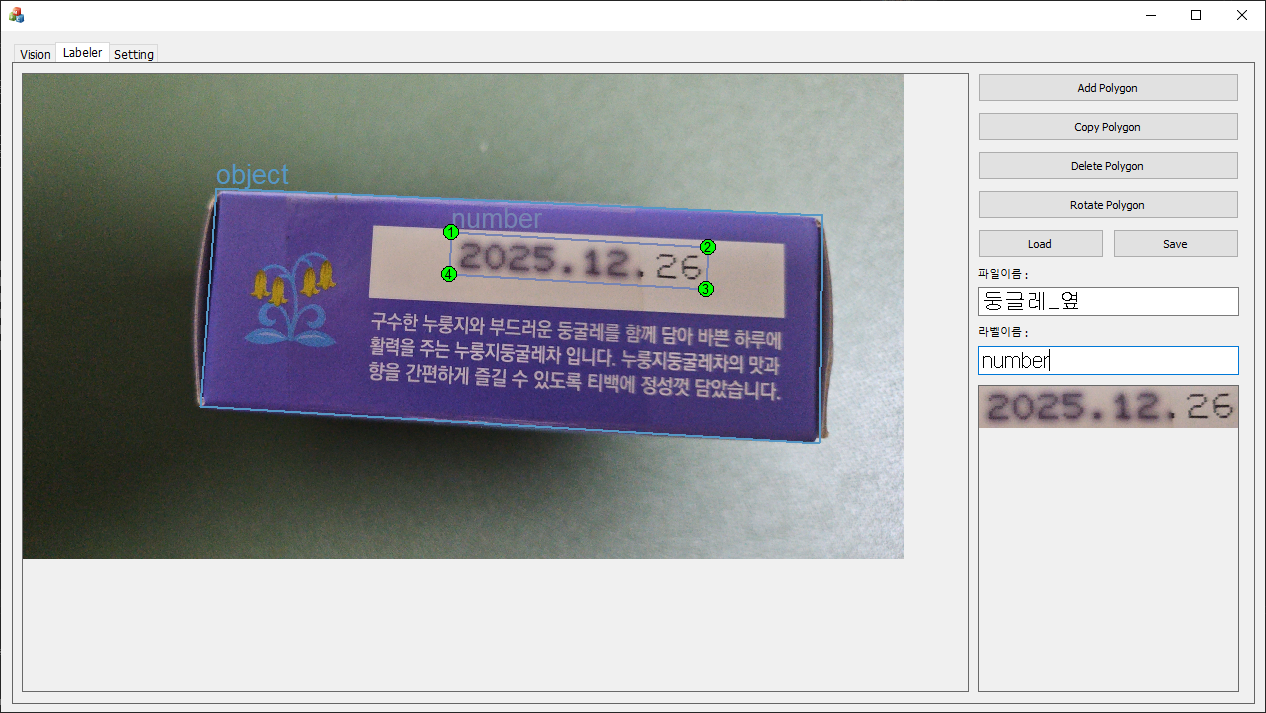 Vision Labeler Setting
object
number
1
2
2025.12.26
4
3
구수한 누룽지와 부드러운 둥굴레를 함께 담아 바쁜 하루에
활력을 주는 누룽지둥굴레차 입니다. 누룽지둥굴레차의 맛과
향을 간편하게 즐길 수 있도록 티백에 정성껏 담았습니다.
Add Polygon
Copy Polygon
Delete Polygon
Rotate Polygon
Load Save
파일이름 :
둥글레_옆
라벨이름 :
number
2025.12.26